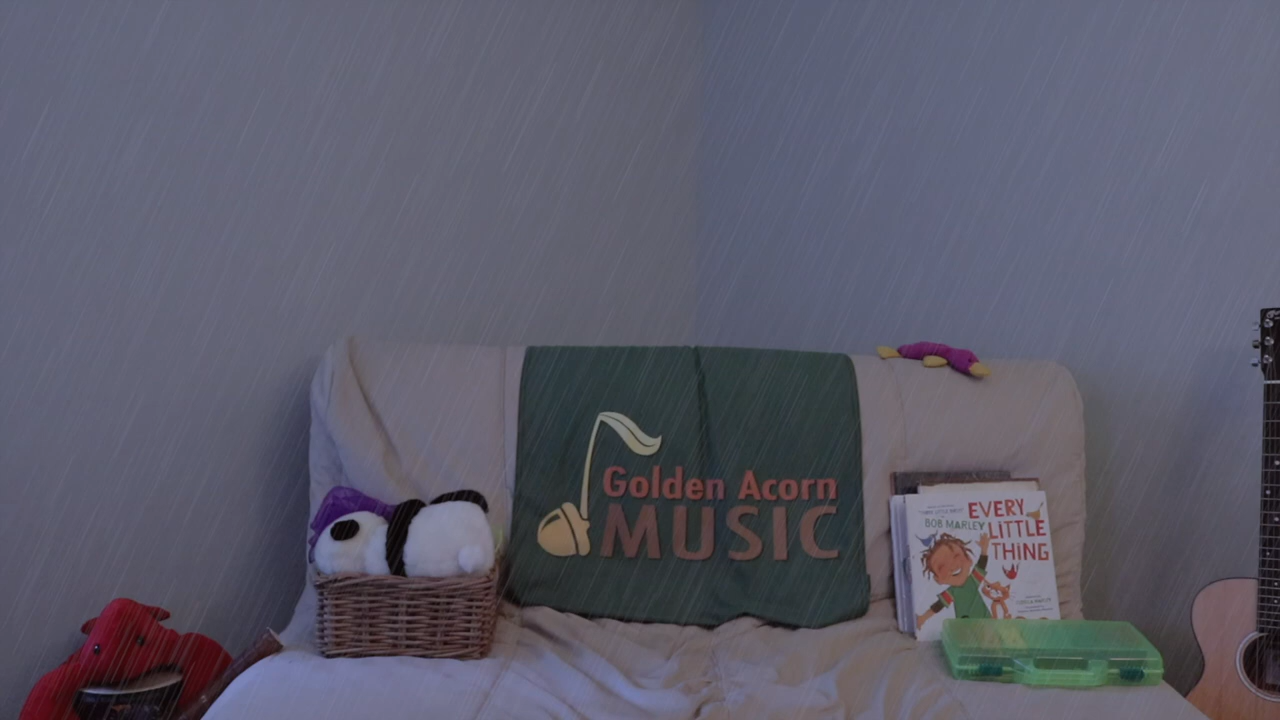 Golden Acorn
MUSIC
EVERY
BOB MARLEY
LITTLE
THING